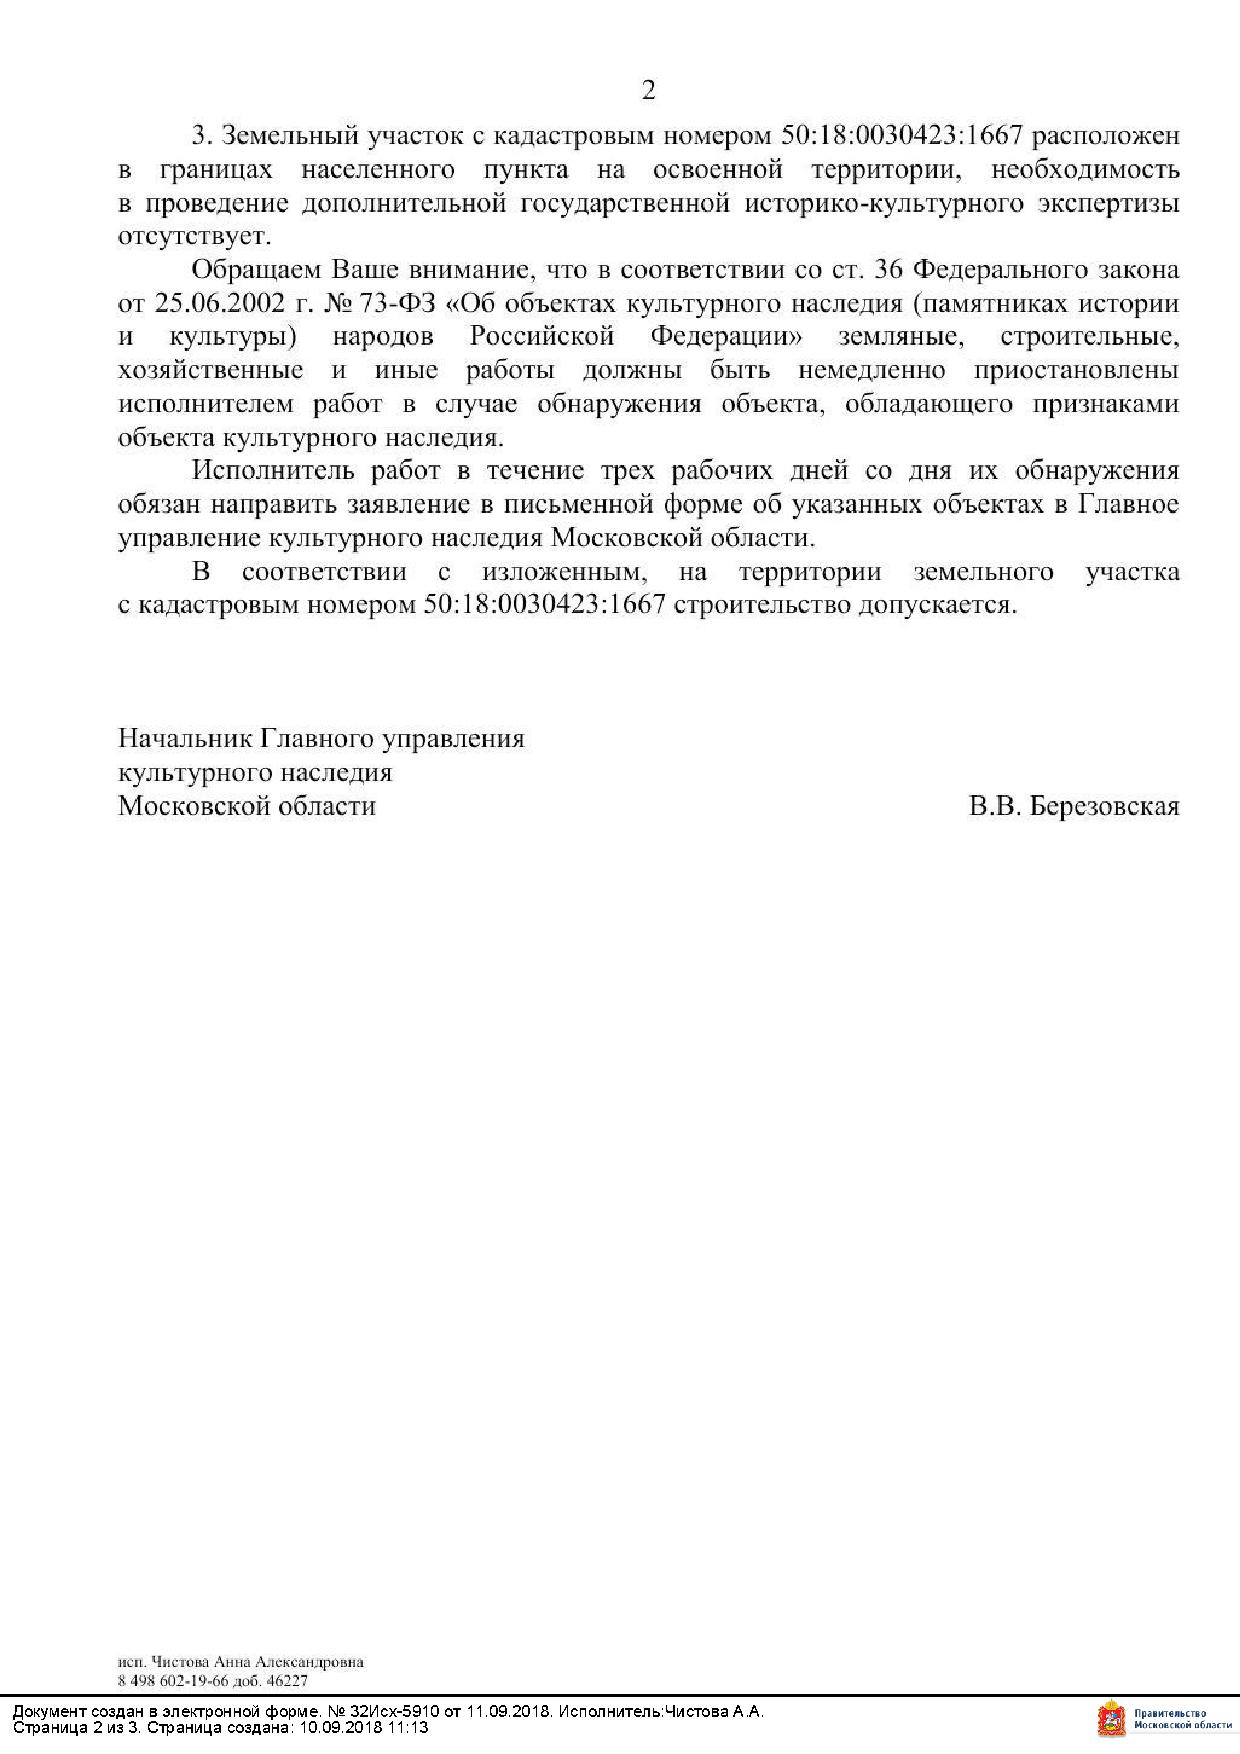 2
3. Земельный участок с кадастровым номером 50:18:0030423:1667 расположен
в границах населенного пункта на освоенной территории, необходимость
в проведение дополнительной государственной историко-культурного экспертизы
отсутствует.
Обращаем Ваше внимание, что в соответствии со ст. 36 Федерального закона
от 25.06.2002 г. № 73-ФЗ «Об объектах культурного наследия (памятниках истории
и культуры) народов Российской Федерации» земляные, строительные,
хозяйственные и иные работы должны быть немедленно приостановлены
исполнителем работ в случае обнаружения объекта, обладающего признаками
объекта культурного наследия.
Исполнитель работ в течение трех рабочих дней со дня их обнаружения
обязан направить заявление в письменной форме об указанных объектах в Главное
управление культурного наследия Московской области.
В соответствии с изложенным, на территории земельного участка
с кадастровым номером 50:18:0030423:1667 строительство допускается.
Начальник Главного управления
культурного наследия
Московской области В.В. Березовская
исп. Чистова Анна Александровна
8 498 602-19-66 доб. 46227
Документ создан в электронной форме. № 32Исх-5910 от 11.09.2018. Исполнитель:Чистова А.А.
Страница 2 из 3. Страница создана: 10.09.2018 11:13
Правительство
Московской области